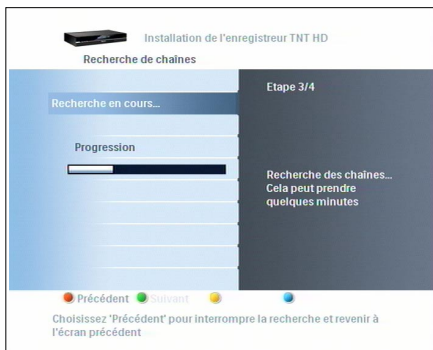 Installation de l'enregistreur TNT HD
Recherche de chaînes
Etape 3/4
Recherche en cours...
Progression
Recherche des chaînes...
Cela peut prendre
quelques minutes
Précédent Suivant
Choisissez 'Précédent' pour interrompre la recherche et revenir à
l'écran précédent